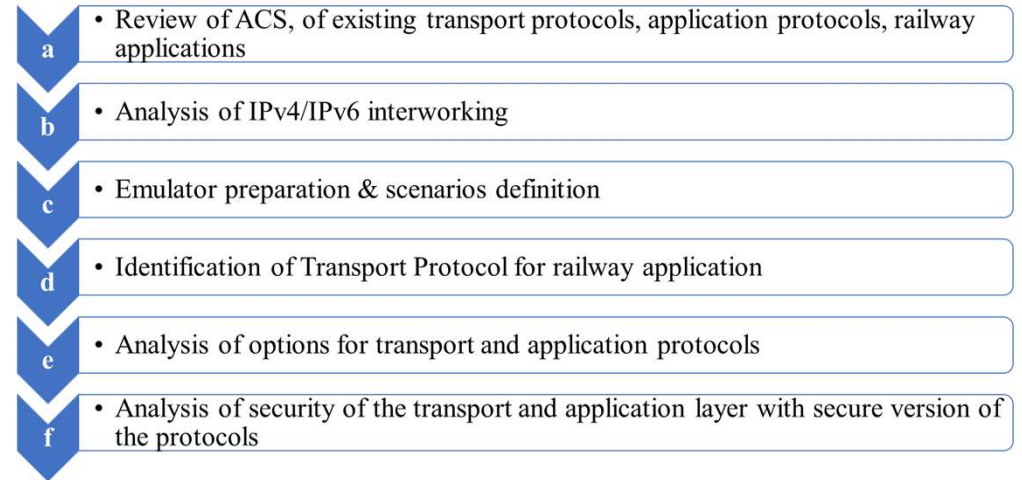 a
• Review of ACS, of existing transport protocols, application protocols, railway
applications
b
• Analysis of IPv4/IPv6 interworking
c
• Emulator preparation & scenarios definition
d
• Identification of Transport Protocol for railway application
e
• Analysis of options for transport and application protocols
f
• Analysis of security of the transport and application layer with secure version of
the protocols